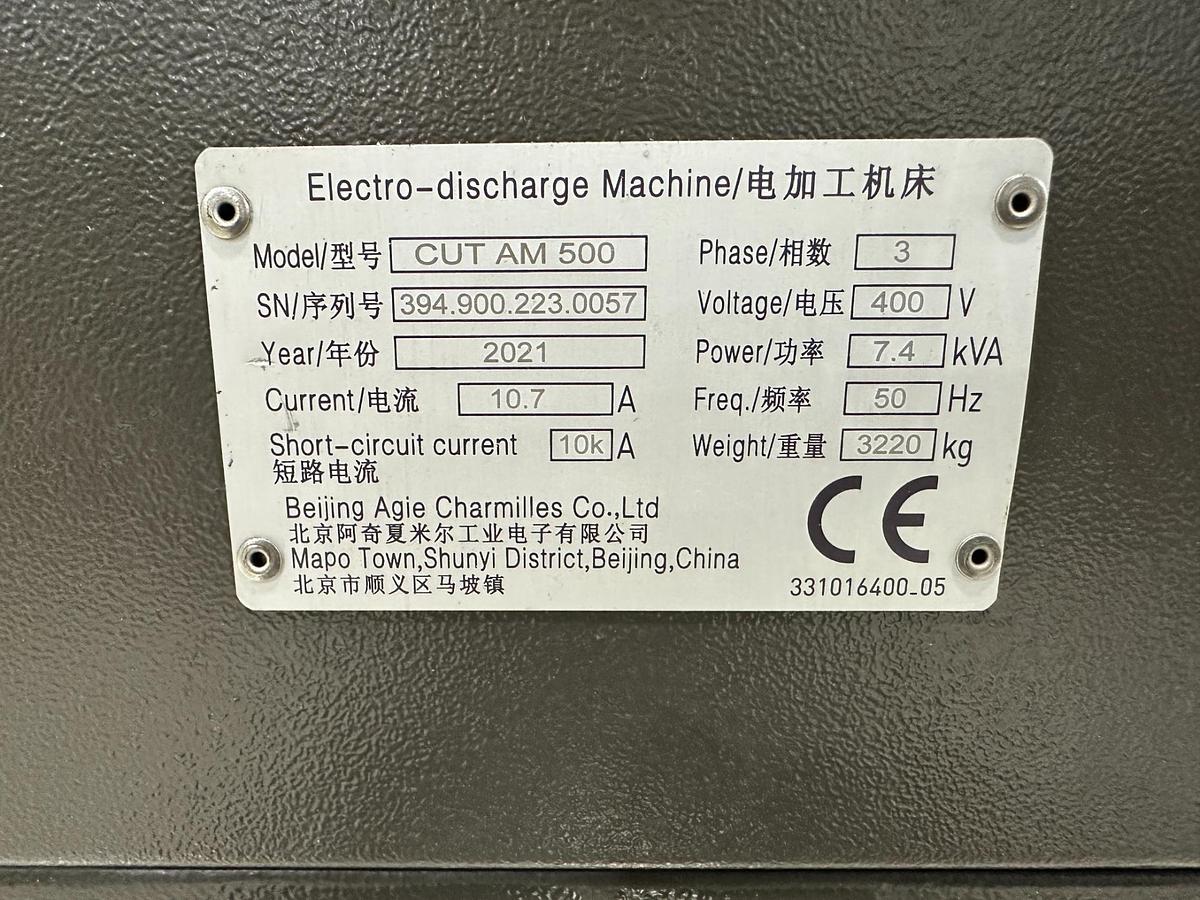 Electro-discharge Machine/电加工机床
Model/型号 CUT AM 500
SN/序列号 394.900.223.0057
Year/年份 2021
Current/电流 10.7 A
Short-circuit current 10k A
短路电流
Phase/相数 3
Voltage/电压 400 V
Power/功率 7.4 kVA
Freq./频率 50 Hz
Weight/重量 3220 kg
Beijing Agie Charmilles Co.,Ltd
北京阿奇夏米尔工业电子有限公司
Mapo Town,Shunyi District,Beijing,China
北京市顺义区马坡镇
CE
331016400-05